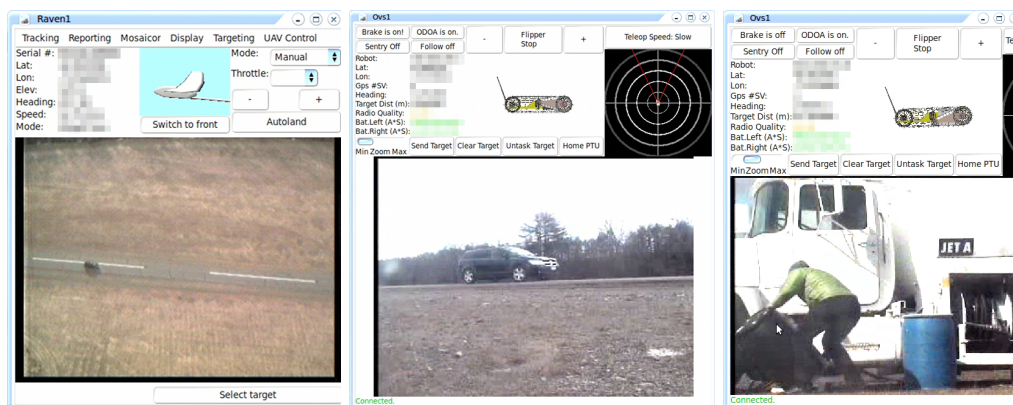 Raven1
Tracking Reporting Mosaicor Display Targeting UAV Control
Serial #:
Lat:
Lon:
Elev:
Heading:
Speed:
Mode:
Switch to front
Mode: Manual
Throttle:
- +
Autoland
Select target
Ovs1
Brake is on! ODOA is on. - Flipper Stop + Teleop Speed: Slow
Sentry Off Follow off
Robot:
Lat:
Lon:
Gps #SV:
Heading:
Target Dist (m):
Radio Quality:
Bat.Left (A*S):
Bat.Right (A*S):
Min Zoom Max Send Target Clear Target Untask Target Home PTU
Connected.
Ovs1
Brake is off ODOA is on. - Flipper Stop + Te
Sentry Off Follow off
Robot:
Lat:
Lon:
Gps #SV:
Heading:
Target Dist (m):
Radio Quality:
Bat.Left (A*S):
Bat.Right (A*S):
MinZoomMax Send Target Clear Target Untask Target Home PTU
JET A
Connected.